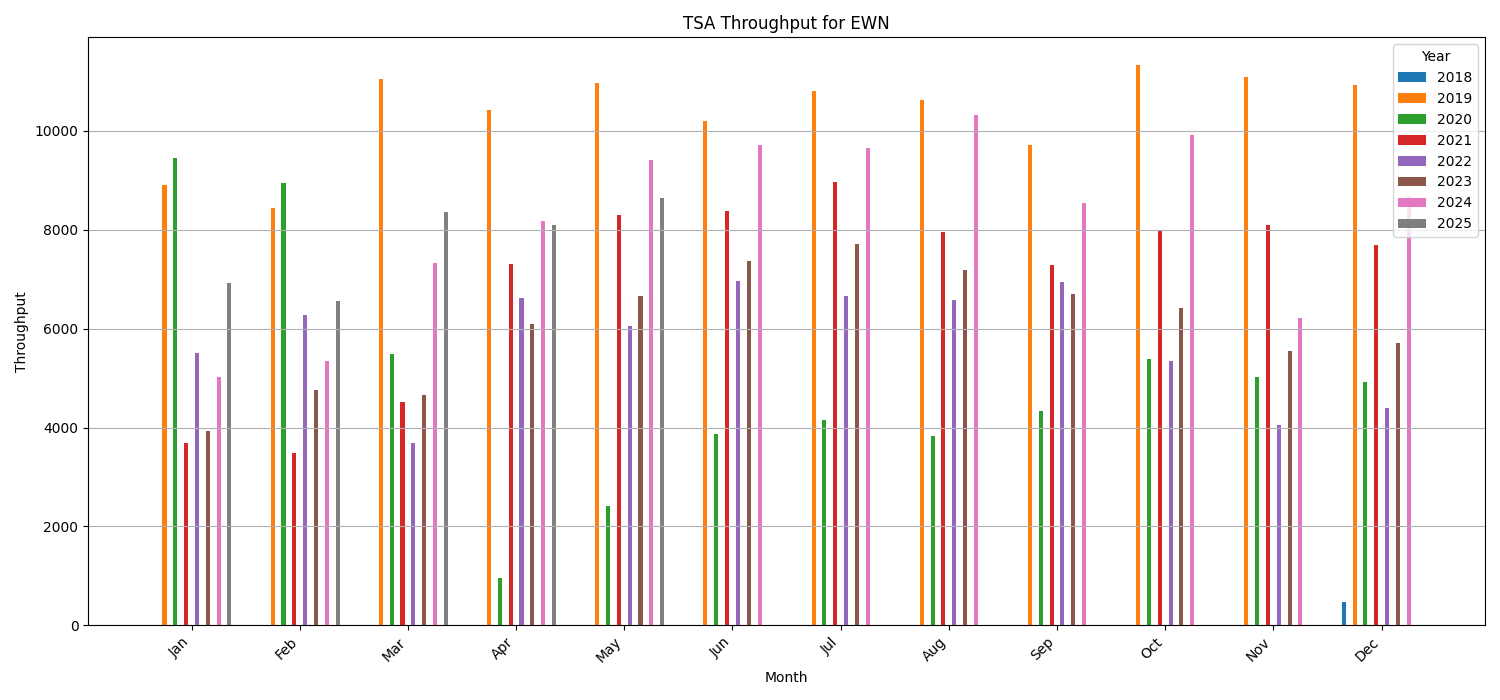 TSA Throughput for EWN
Year
2018
2019
2020
2021
2022
2023
2024
2025
Throughput
10000
8000
6000
4000
2000
0
Jan
Feb
Mar
Apr
May
Jun
Jul
Aug
Sep
Oct
Nov
Dec
Month